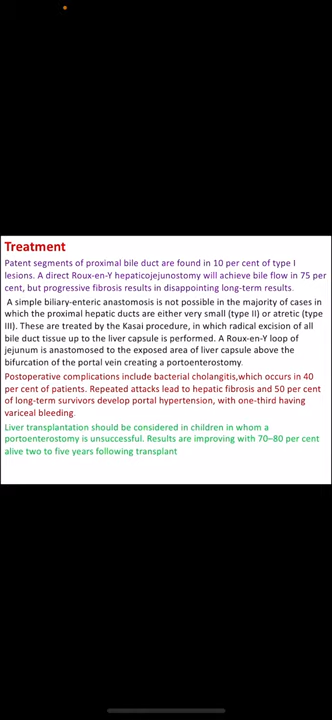 Treatment
Patent segments of proximal bile duct are found in 10 per cent of type I
lesions. A direct Roux-en-Y hepaticojejunostomy will achieve bile flow in 75 per
cent, but progressive fibrosis results in disappointing long-term results.
A simple biliary-enteric anastomosis is not possible in the majority of cases in
which the proximal hepatic ducts are either very small (type II) or atretic (type
III). These are treated by the Kasai procedure, in which radical excision of all
bile duct tissue up to the liver capsule is performed. A Roux-en-Y loop of
jejunum is anastomosed to the exposed area of liver capsule above the
bifurcation of the portal vein creating a portoenterostomy.
Postoperative complications include bacterial cholangitis,which occurs in 40
per cent of patients. Repeated attacks lead to hepatic fibrosis and 50 per cent
of long-term survivors develop portal hypertension, with one-third having
variceal bleeding.
Liver transplantation should be considered in children in whom a
portoenterostomy is unsuccessful. Results are improving with 70–80 per cent
alive two to five years following transplant